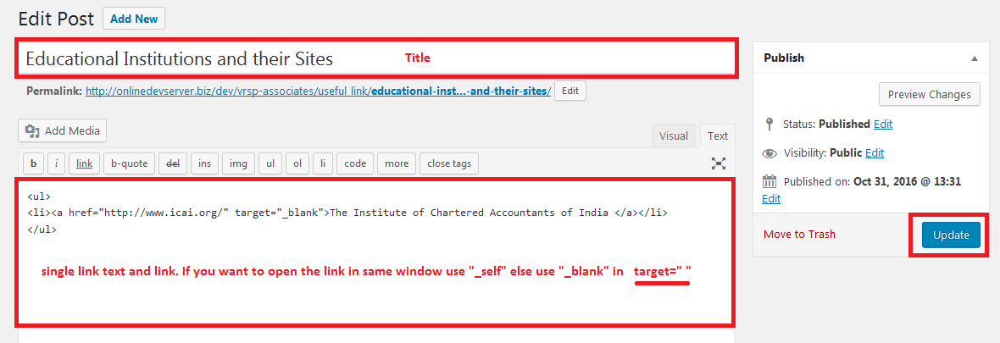 Edit Post Add New
Educational Institutions and their Sites Title
Permalink: http://onlinedevserver.biz/dev/vrsp-associates/useful_link/educational-inst...-and-their-sites/ Edit
Add Media
Visual Text
b i link b-quote del ins img ul ol li code more close tags
<ul>
<li><a href="http://www.icai.org/" target="_blank">The Institute of Chartered Accountants of India </a></li>
</ul>
single link text and link. If you want to open the link in same window use "_self" else use "_blank" in target=" "
Publish
Preview Changes
Status: Published Edit
Visibility: Public Edit
Published on: Oct 31, 2016 @ 13:31
Edit
Move to Trash Update